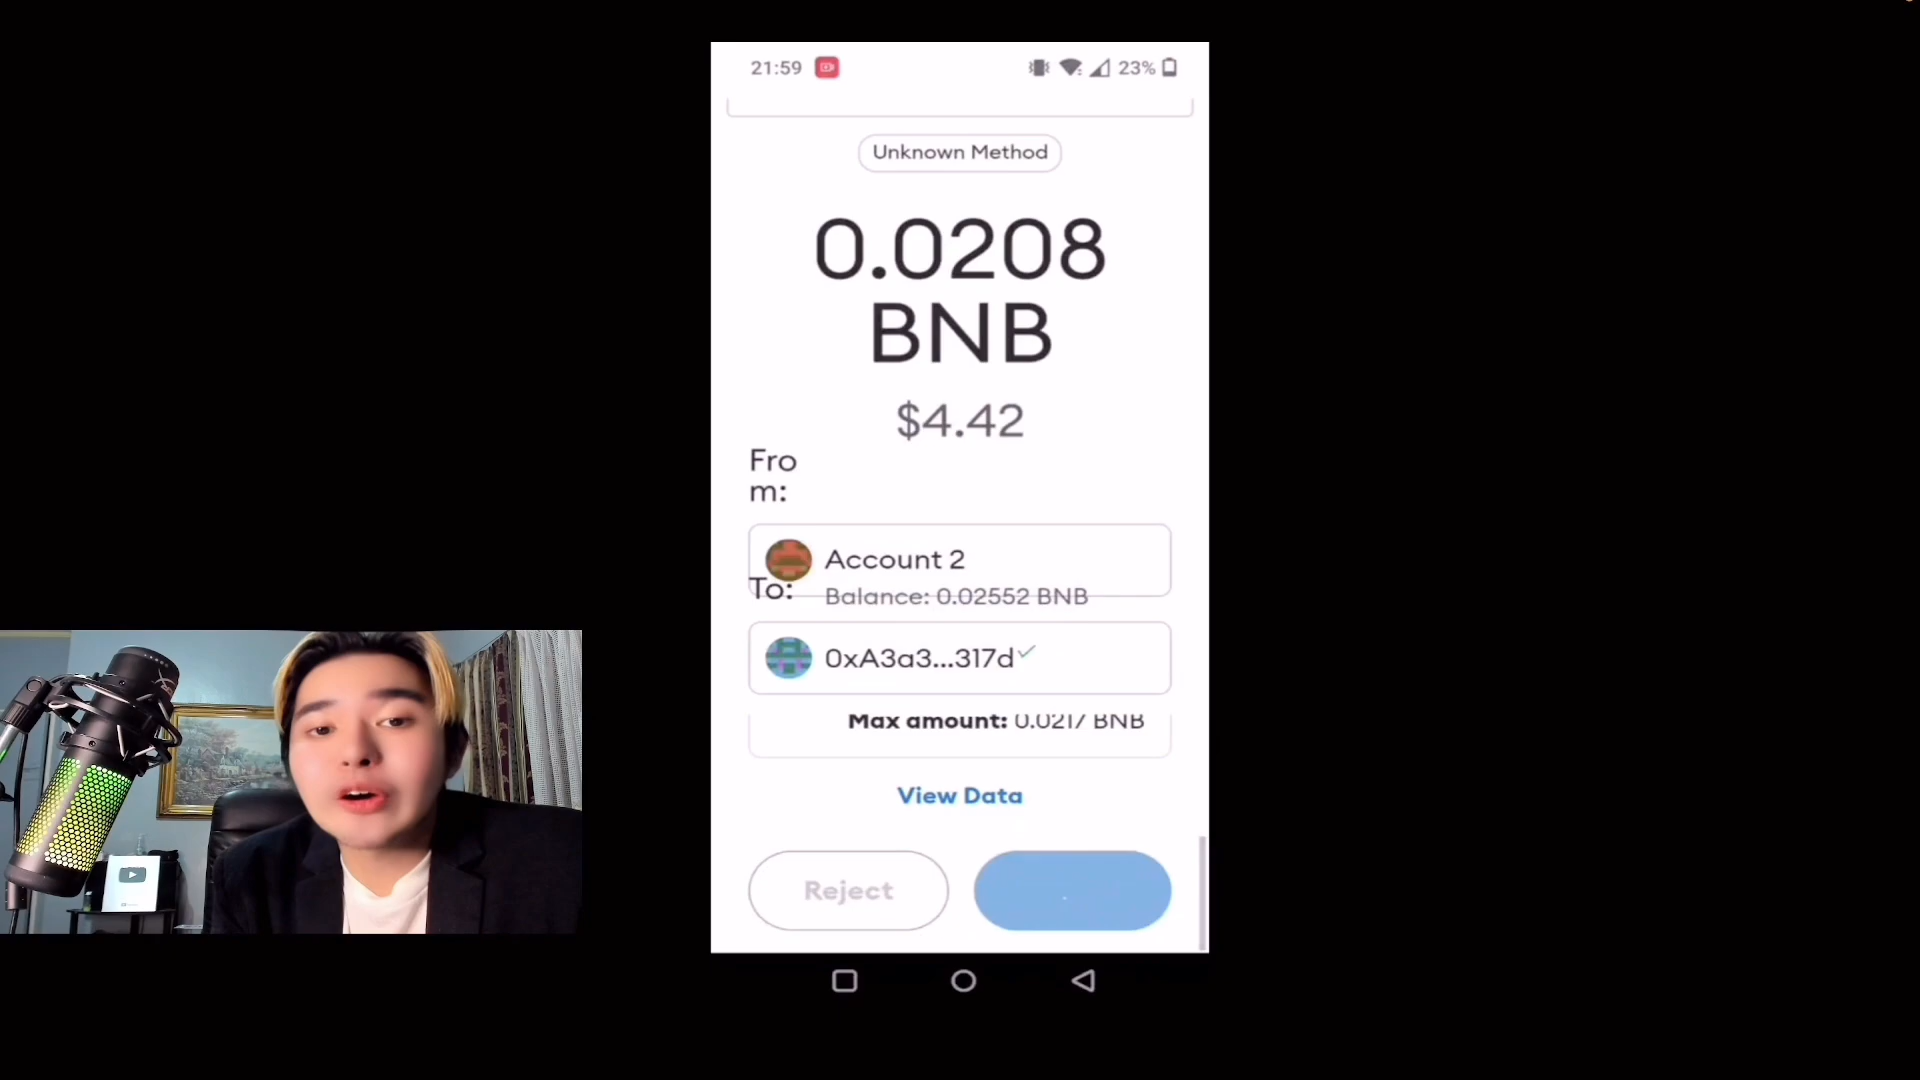 21:59
23%
Unknown Method
0.0208
BNB
$4.42
Fro
m:
Account 2
To:
Balance: 0.02552 BNB
0xA3a3...317d
Max amount: 0.0217 BNB
View Data
Reject